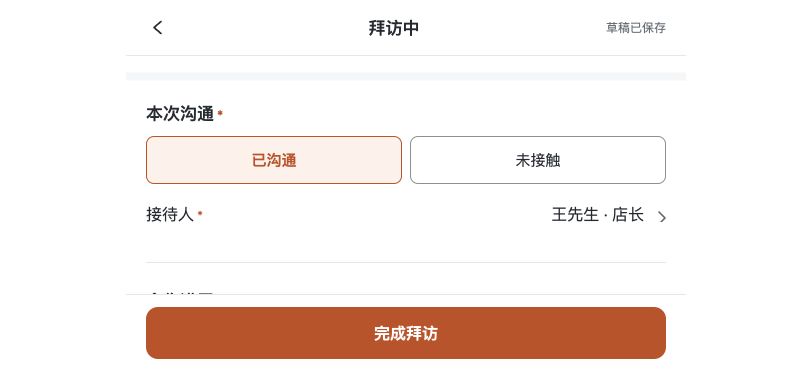 拜访中
草稿已保存
本次沟通*
已沟通
未接触
接待人*
王先生 · 店长
完成拜访